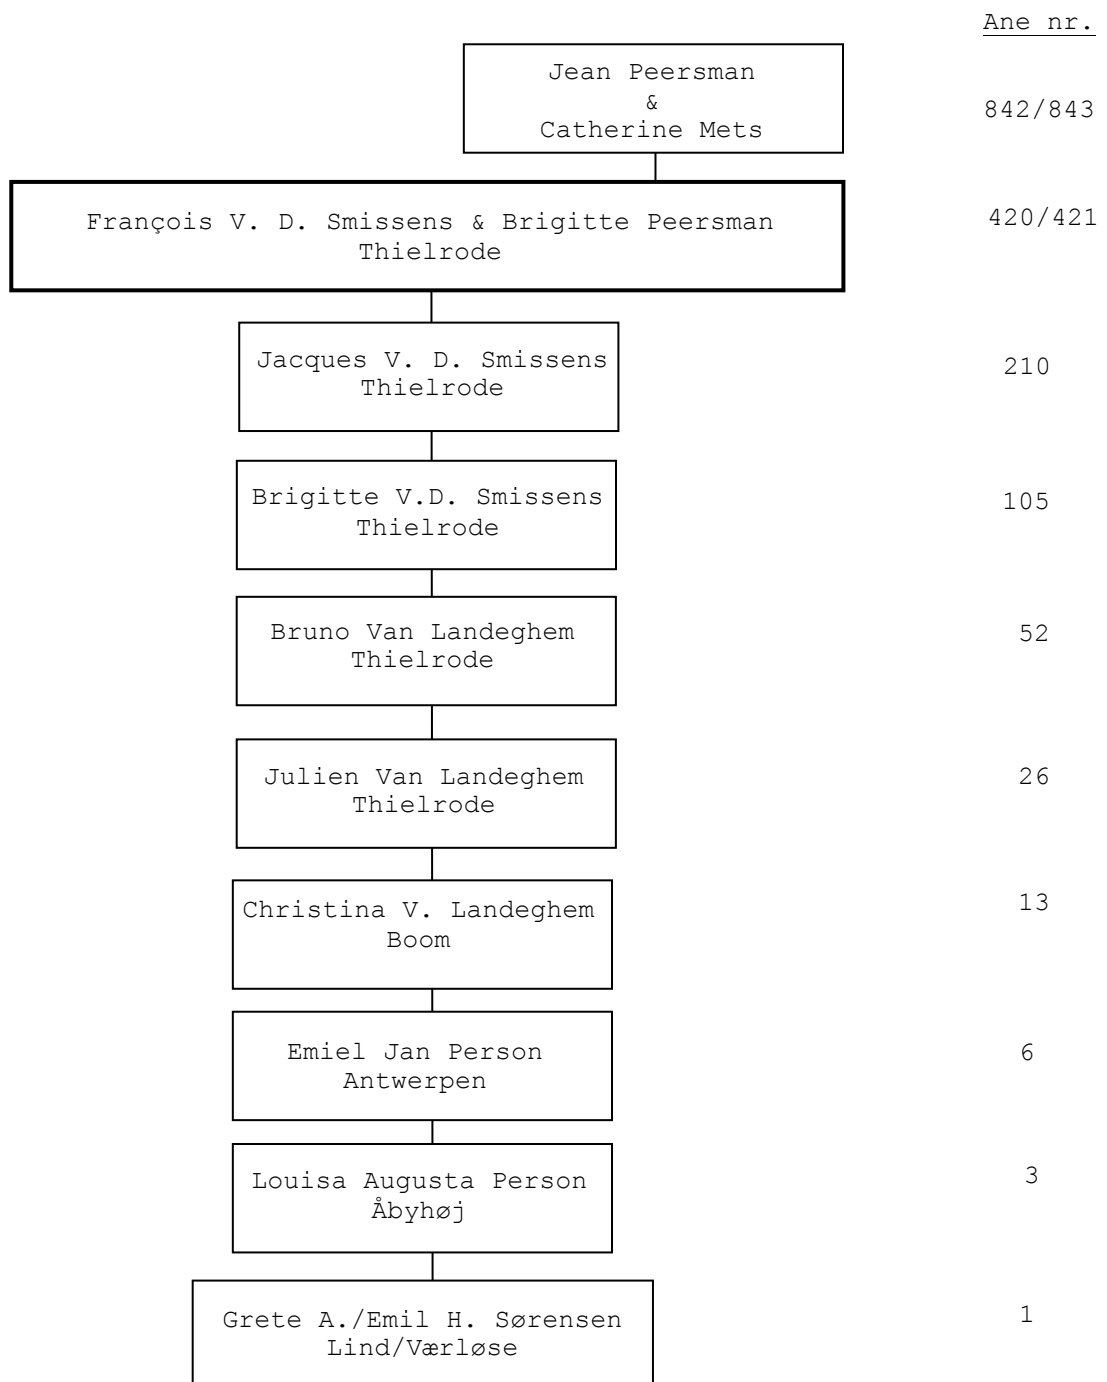 Ane nr.
Jean Peersman
&
Catherine Mets
842/843
François V. D. Smissens & Brigitte Peersman
Thielrode
420/421
Jacques V. D. Smissens
Thielrode
210
Brigitte V.D. Smissens
Thielrode
105
Bruno Van Landeghem
Thielrode
52
Julien Van Landeghem
Thielrode
26
Christina V. Landeghem
Boom
13
Emiel Jan Person
Antwerpen
6
Louisa Augusta Person
Åbyhøj
3
Grete A./Emil H. Sørensen
Lind/Værløse
1